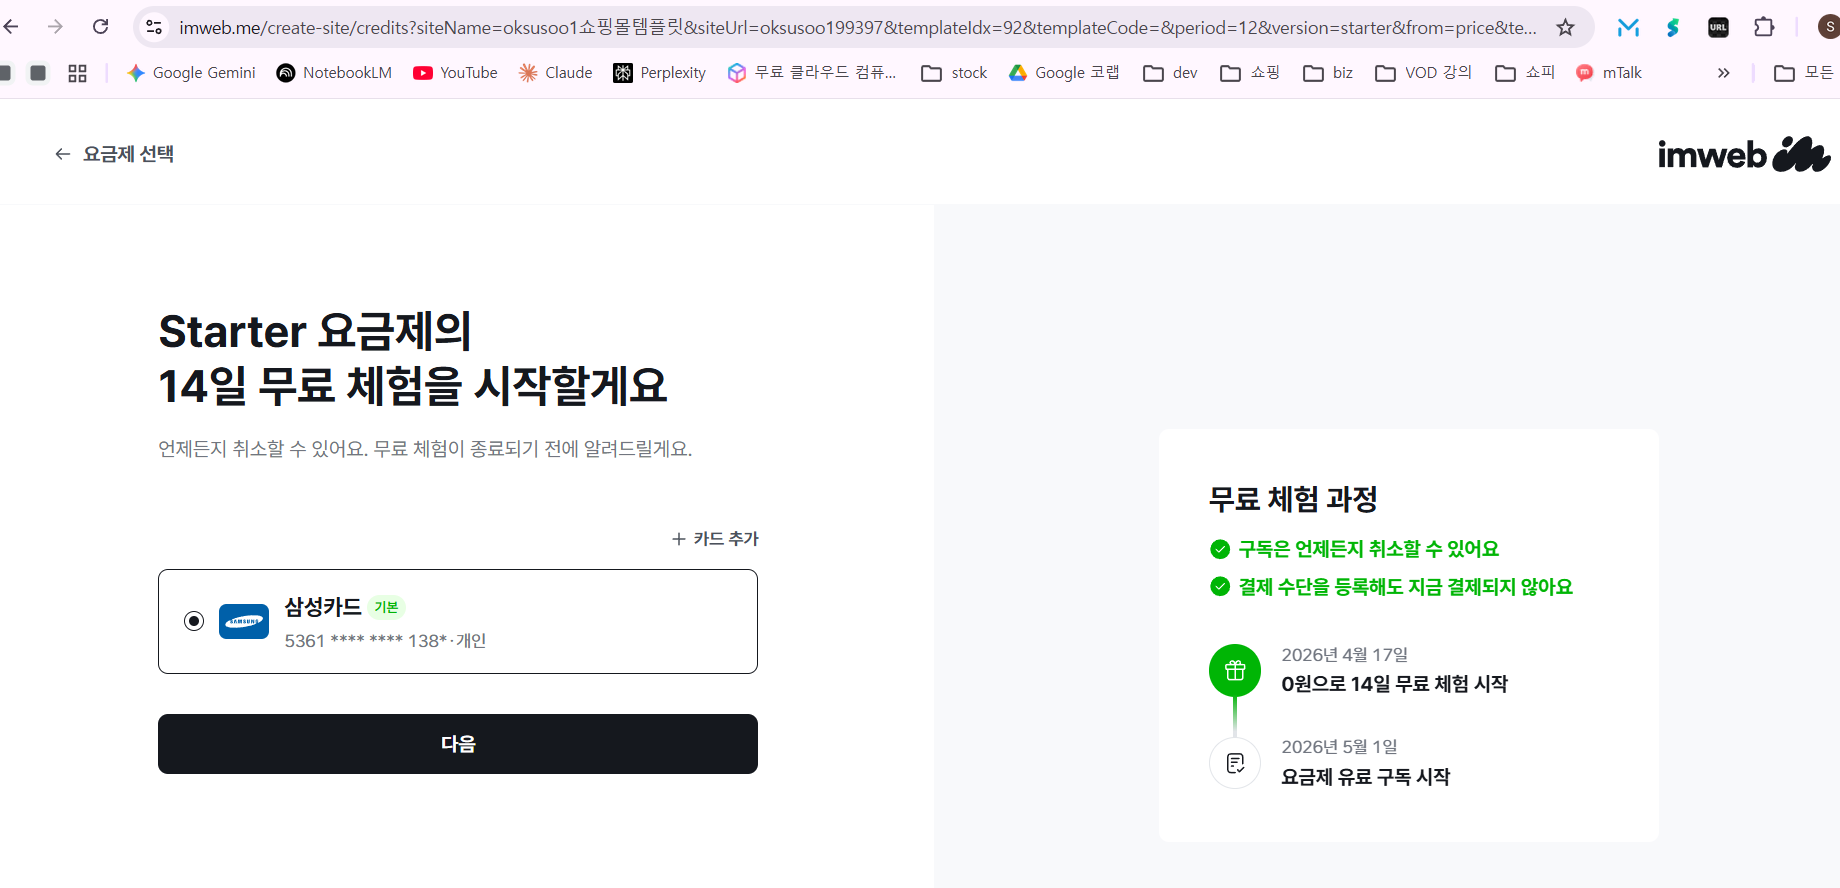 imweb.me/create-site/credits?siteName=oksusoo1쇼핑몰템플릿&siteUrl=oksusoo199397&templateIdx=92&templateCode=&period=12&version=starter&from=price&te...
URL
S
Google Gemini
NotebookLM
YouTube
Claude
Perplexity
무료 클라우드 컴퓨...
stock
Google 코랩
dev
쇼핑
biz
VOD 강의
쇼피
mTalk
모든
요금제 선택
imweb
Starter 요금제의
14일 무료 체험을 시작할게요
언제든지 취소할 수 있어요. 무료 체험이 종료되기 전에 알려드릴게요.
+ 카드 추가
SAMSUNG
삼성카드 기본
5361 **** **** 138*·개인
다음
무료 체험 과정
구독은 언제든지 취소할 수 있어요
결제 수단을 등록해도 지금 결제되지 않아요
2026년 4월 17일
0원으로 14일 무료 체험 시작
2026년 5월 1일
요금제 유료 구독 시작